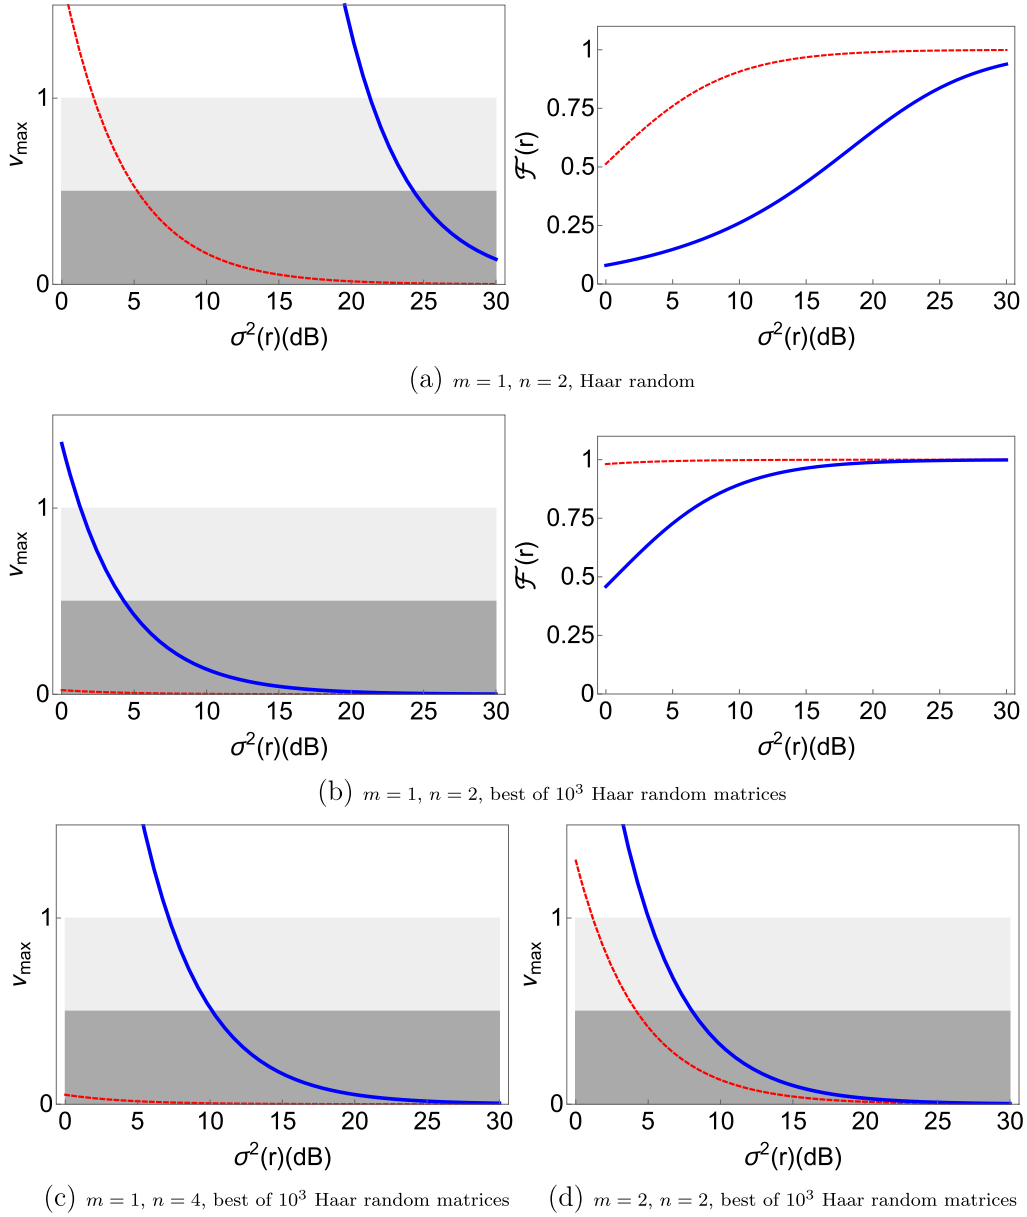 1
0
ν_max
0 5 10 15 20 25 30
σ²(r)(dB)
1
0.75
0.5
0.25
0
ℱ(r)
0 5 10 15 20 25 30
σ²(r)(dB)
(a) m = 1, n = 2, Haar random
1
0
ν_max
0 5 10 15 20 25 30
σ²(r)(dB)
1
0.75
0.5
0.25
0
ℱ(r)
0 5 10 15 20 25 30
σ²(r)(dB)
(b) m = 1, n = 2, best of 10³ Haar random matrices
1
0
ν_max
0 5 10 15 20 25 30
σ²(r)(dB)
1
0
ν_max
0 5 10 15 20 25 30
σ²(r)(dB)
(c) m = 1, n = 4, best of 10³ Haar random matrices
(d) m = 2, n = 2, best of 10³ Haar random matrices